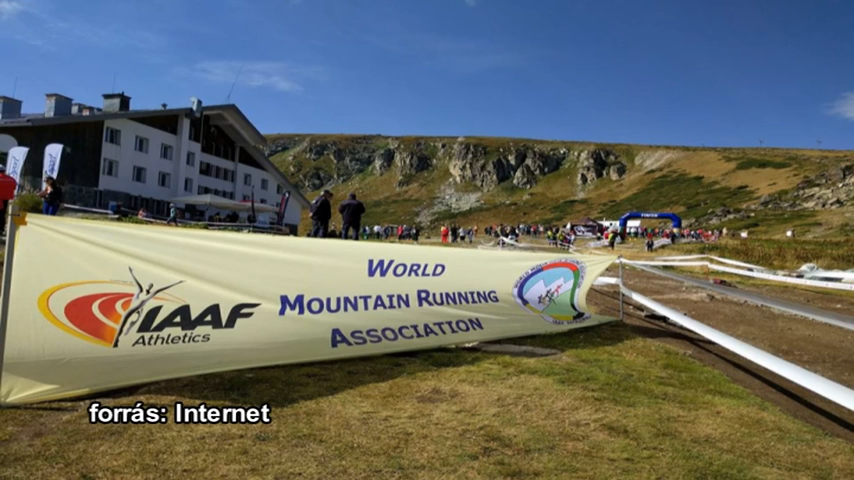 World
Mountain Running
Association
IAAF
Athletics
forrás: Internet